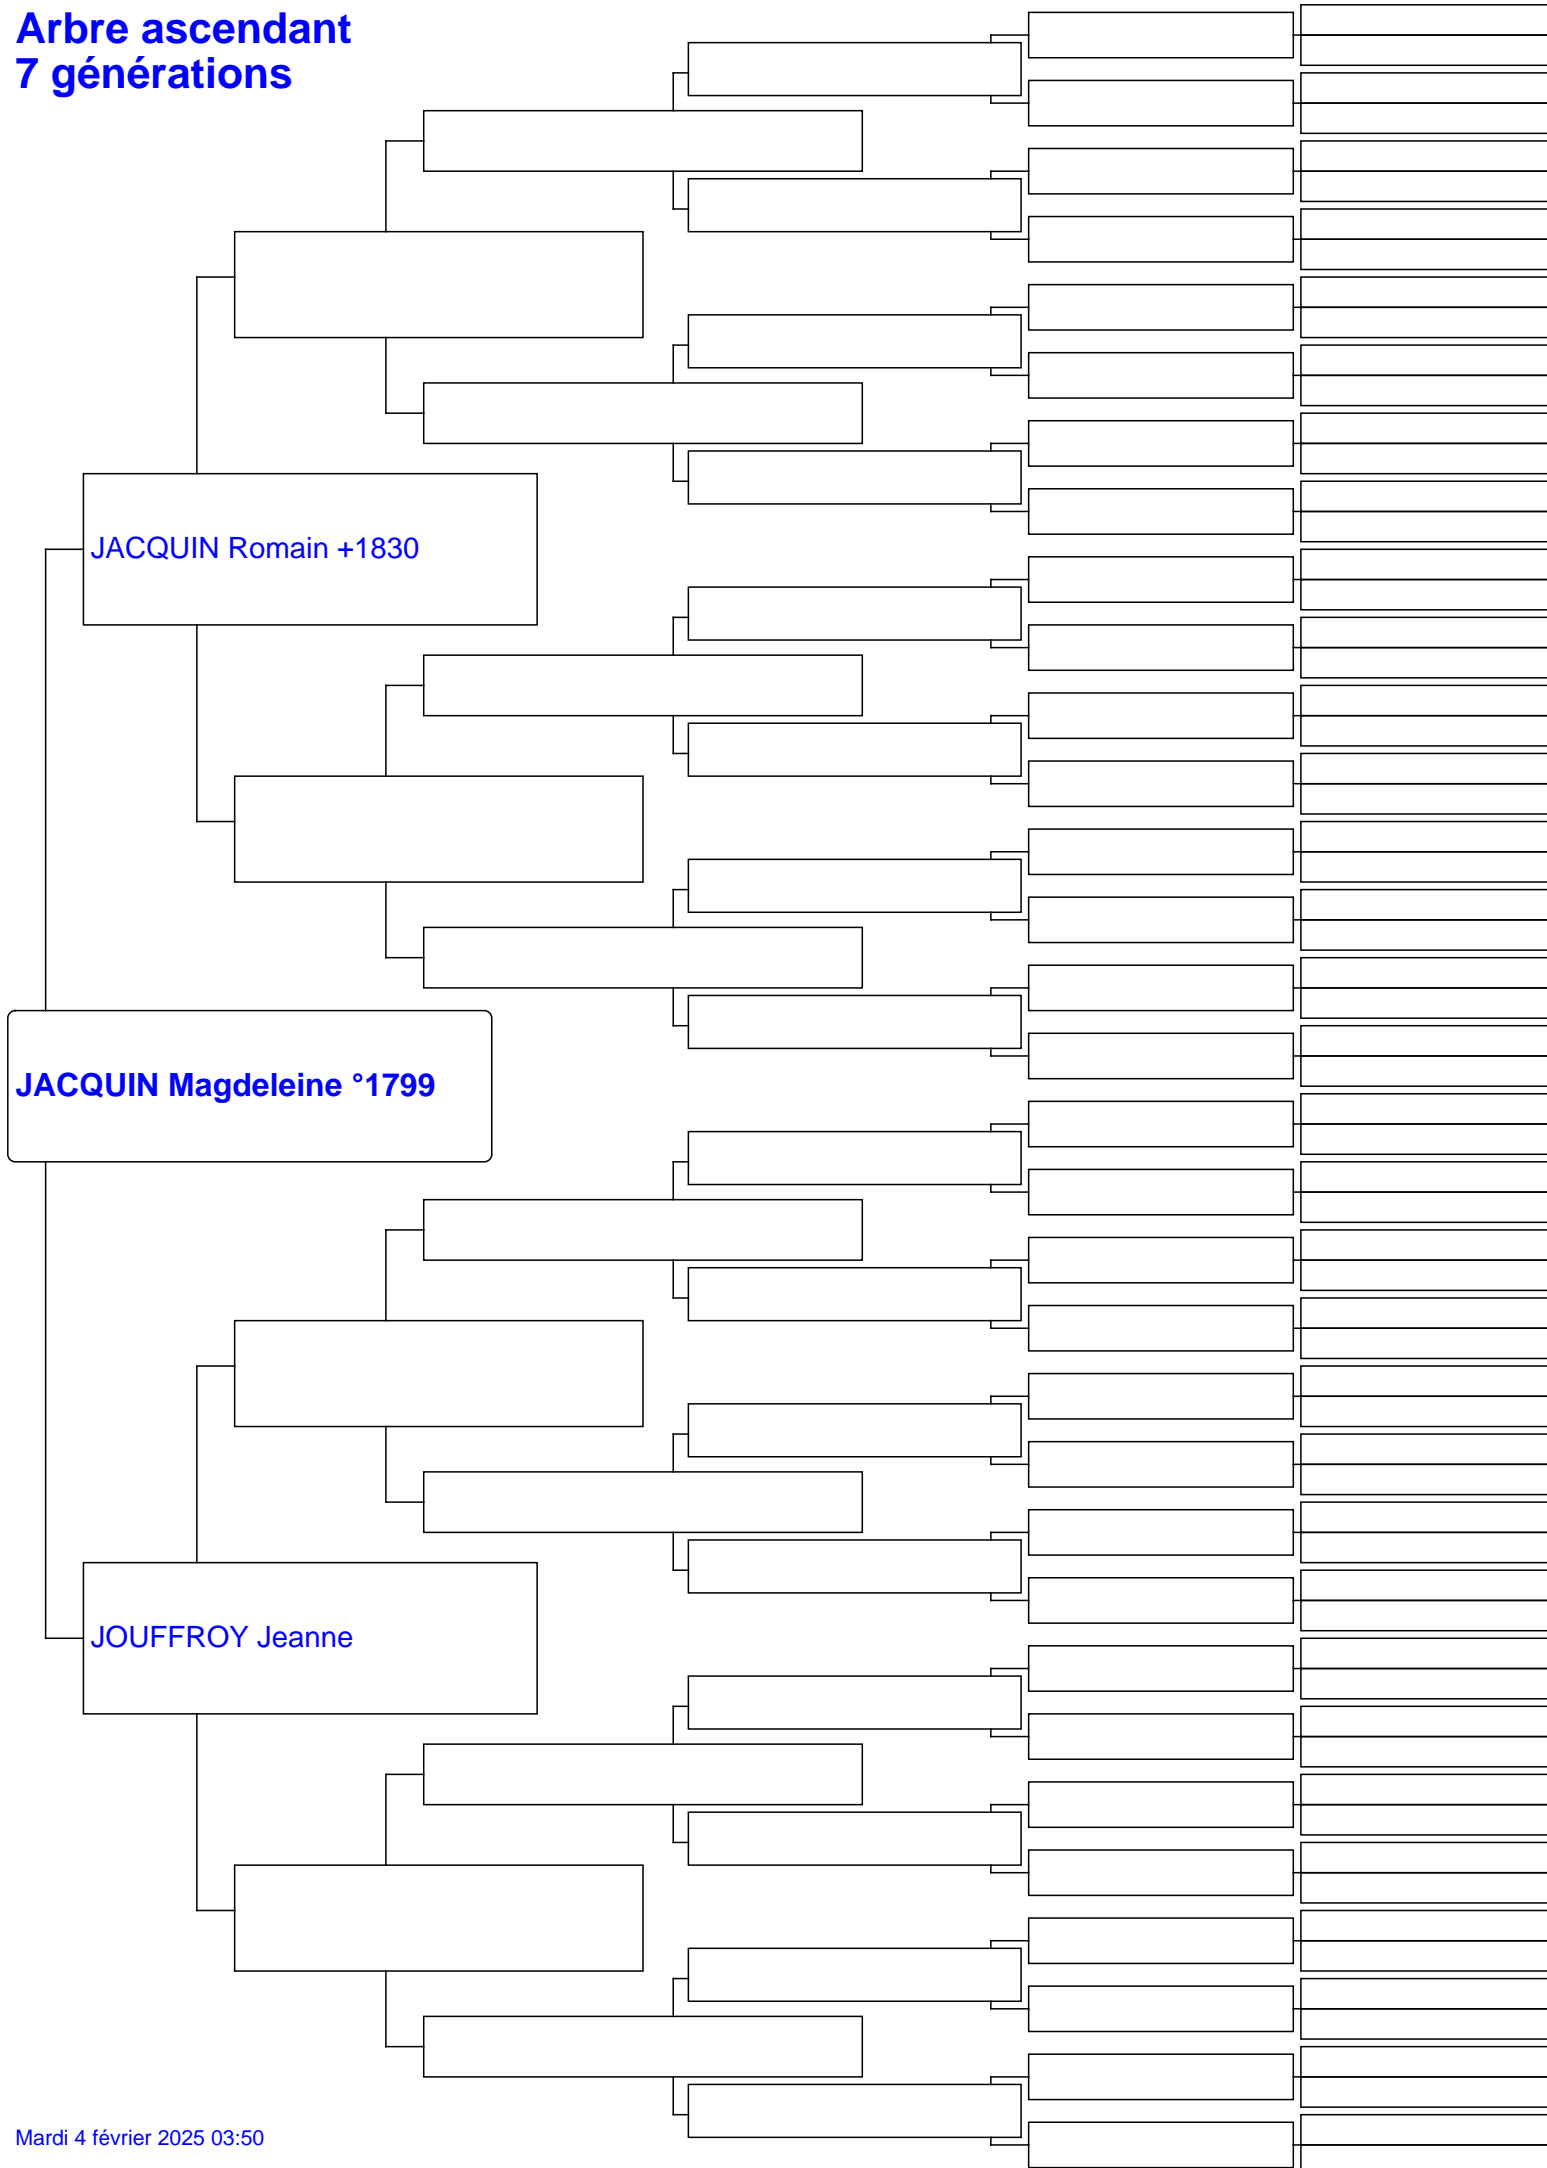 Arbre ascendant
7 générations
JACQUIN Romain +1830
JACQUIN Magdeleine °1799
JOUFFROY Jeanne
Mardi 4 février 2025 03:50